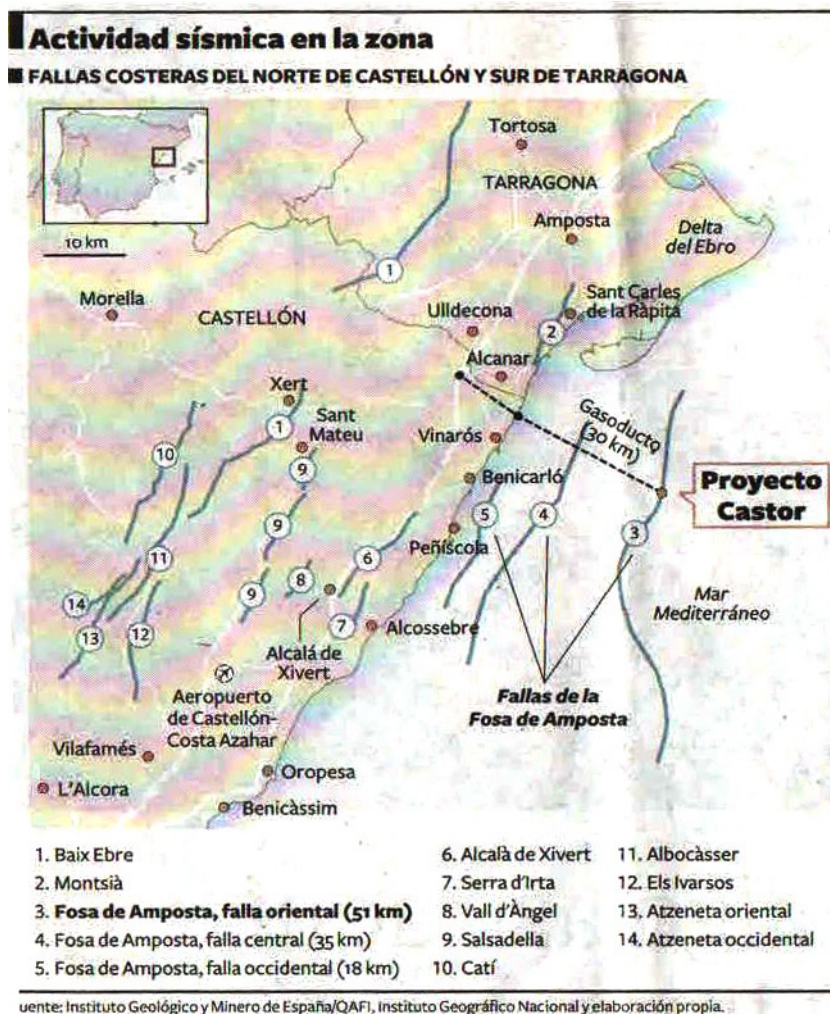 Actividad sísmica en la zona
FALLAS COSTERAS DEL NORTE DE CASTELLÓN Y SUR DE TARRAGONA
10 km
Tortosa
TARRAGONA
Amposta
Delta
del Ebro
1
Morella
CASTELLÓN
Ulldecona
Sant Carles
de la Ràpita
2
Alcanar
Xert
1
Sant
Mateu
Gasoducto
(30 km)
Vinarós
10
9
Benicarló
Proyecto
Castor
9
5
4
3
Peñíscola
11
6
14
9
8
Mar
Mediterráneo
13
12
7
Alcossebre
Alcalá de
Xivert
Aeropuerto
de Castellón-
Costa Azahar
Fallas de la
Fosa de Amposta
Vilafamés
L'Alcora
Oropesa
Benicàssim
1. Baix Ebre
2. Montsià
3. Fosa de Amposta, falla oriental (51 km)
4. Fosa de Amposta, falla central (35 km)
5. Fosa de Amposta, falla occidental (18 km)
6. Alcalà de Xivert
7. Serra d'Irta
8. Vall d'Àngel
9. Salsadella
10. Catí
11. Albocàsser
12. Els Ivarsos
13. Atzeneta oriental
14. Atzeneta occidental
uente: Instituto Geológico y Minero de España/QAFI, Instituto Geográfico Nacional y elaboración propia.